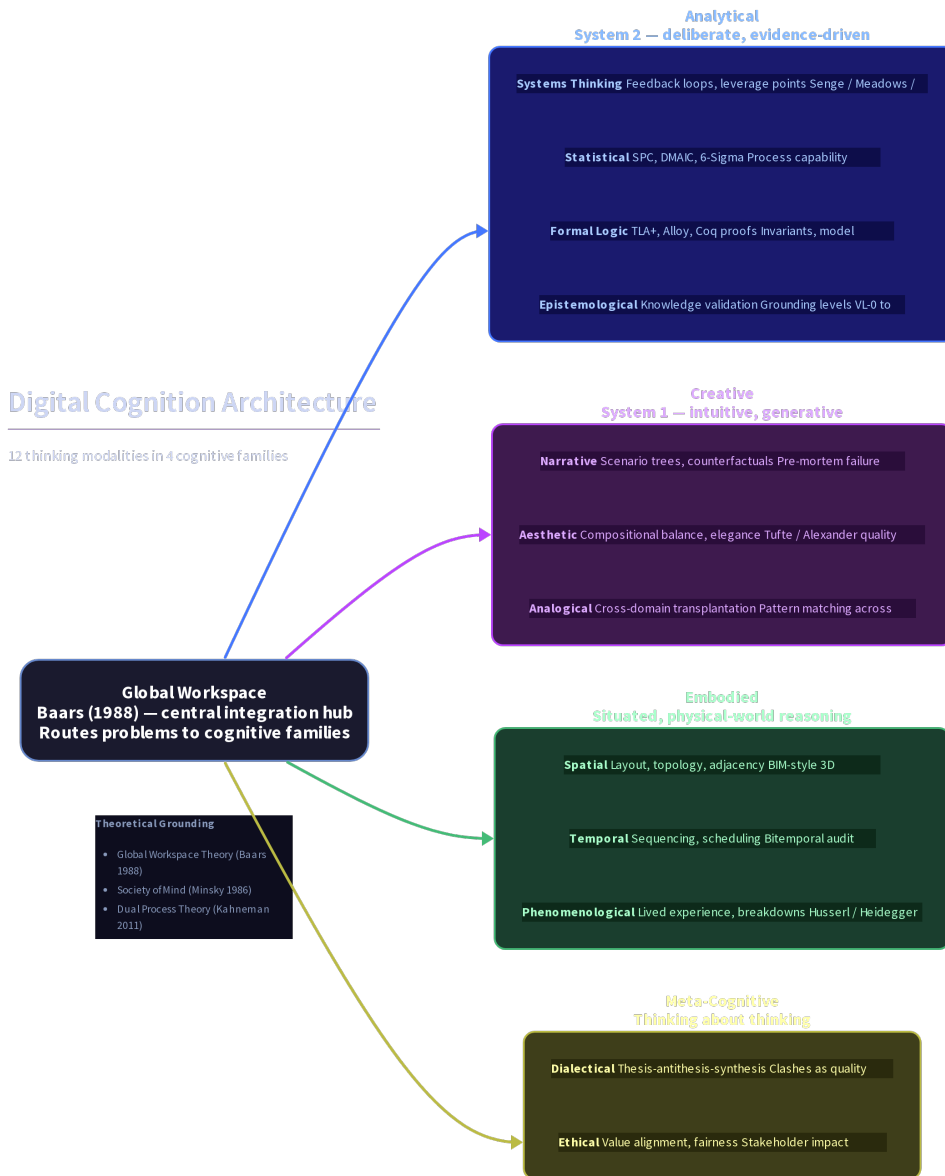 Analytical
System 2 — deliberate, evidence-driven
Systems Thinking Feedback loops, leverage points Senge / Meadows /
Statistical SPC, DMAIC, 6-Sigma Process capability
Formal Logic TLA+, Alloy, Coq proofs Invariants, model
Epistemological Knowledge validation Grounding levels VL-0 to
Digital Cognition Architecture
12 thinking modalities in 4 cognitive families
Creative
System 1 — intuitive, generative
Narrative Scenario trees, counterfactuals Pre-mortem failure
Aesthetic Compositional balance, elegance Tufte / Alexander quality
Analogical Cross-domain transplantation Pattern matching across
Global Workspace
Baars (1988) — central integration hub
Routes problems to cognitive families
Embodied
Situated, physical-world reasoning
Spatial Layout, topology, adjacency BIM-style 3D
Temporal Sequencing, scheduling Bitemporal audit
Phenomenological Lived experience, breakdowns Husserl / Heidegger
Theoretical Grounding
• Global Workspace Theory (Baars
1988)
• Society of Mind (Minsky 1986)
• Dual Process Theory (Kahneman
2011)
Meta-Cognitive
Thinking about thinking
Dialectical Thesis-antithesis-synthesis Clashes as quality
Ethical Value alignment, fairness Stakeholder impact